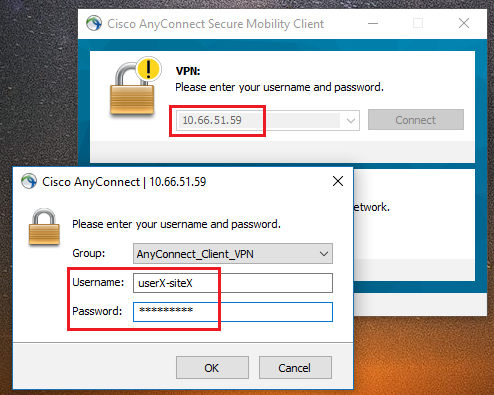 Cisco AnyConnect Secure Mobility Client
VPN:
Please enter your username and password.
10.66.51.59
Connect
etwork.
Cisco AnyConnect | 10.66.51.59
Please enter your username and password.
Group: AnyConnect_Client_VPN
Username: userX-siteX
Password: *********
OK
Cancel